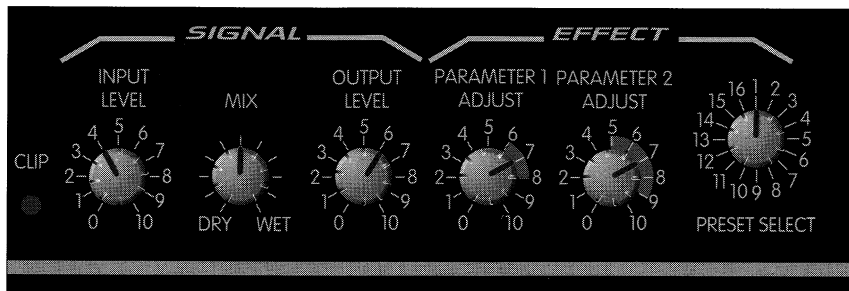 SIGNAL
EFFECT
INPUT
LEVEL
MIX
OUTPUT
LEVEL
PARAMETER 1
ADJUST
PARAMETER 2
ADJUST
CLIP
0 1 2 3 4 5 6 7 8 9 10
DRY WET
0 1 2 3 4 5 6 7 8 9 10
0 1 2 3 5 6 7 8 10
0 1 2 3 5 6 7 8 9 10
1 2 3 4 5 6 7 8 9 10 11 12 13 14 15 16
PRESET SELECT